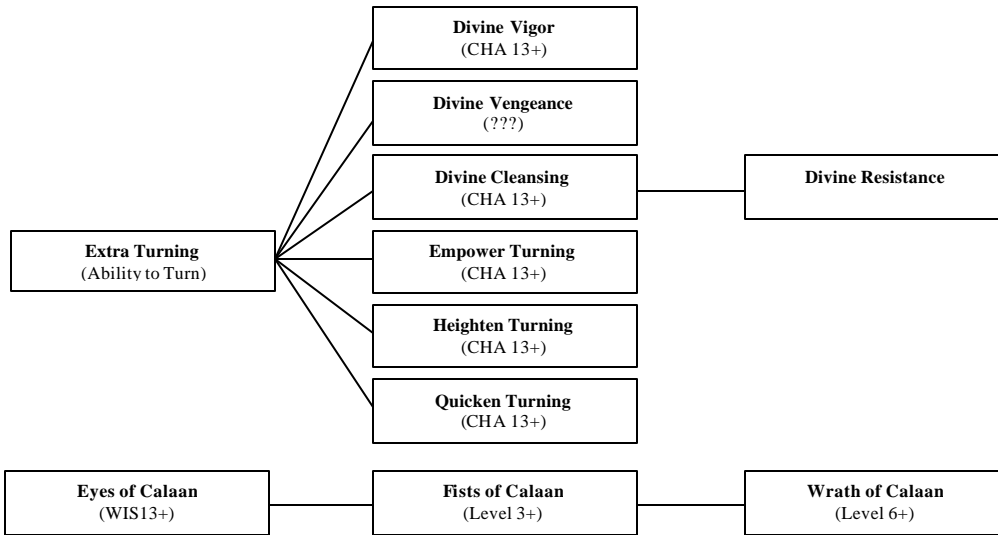 Divine Vigor
(CHA 13+)
Divine Vengeance
(???)
Divine Cleansing
(CHA 13+)
Divine Resistance
Extra Turning
(Ability to Turn)
Empower Turning
(CHA 13+)
Heighten Turning
(CHA 13+)
Quicken Turning
(CHA 13+)
Eyes of Calaan
(WIS13+)
Fists of Calaan
(Level 3+)
Wrath of Calaan
(Level 6+)